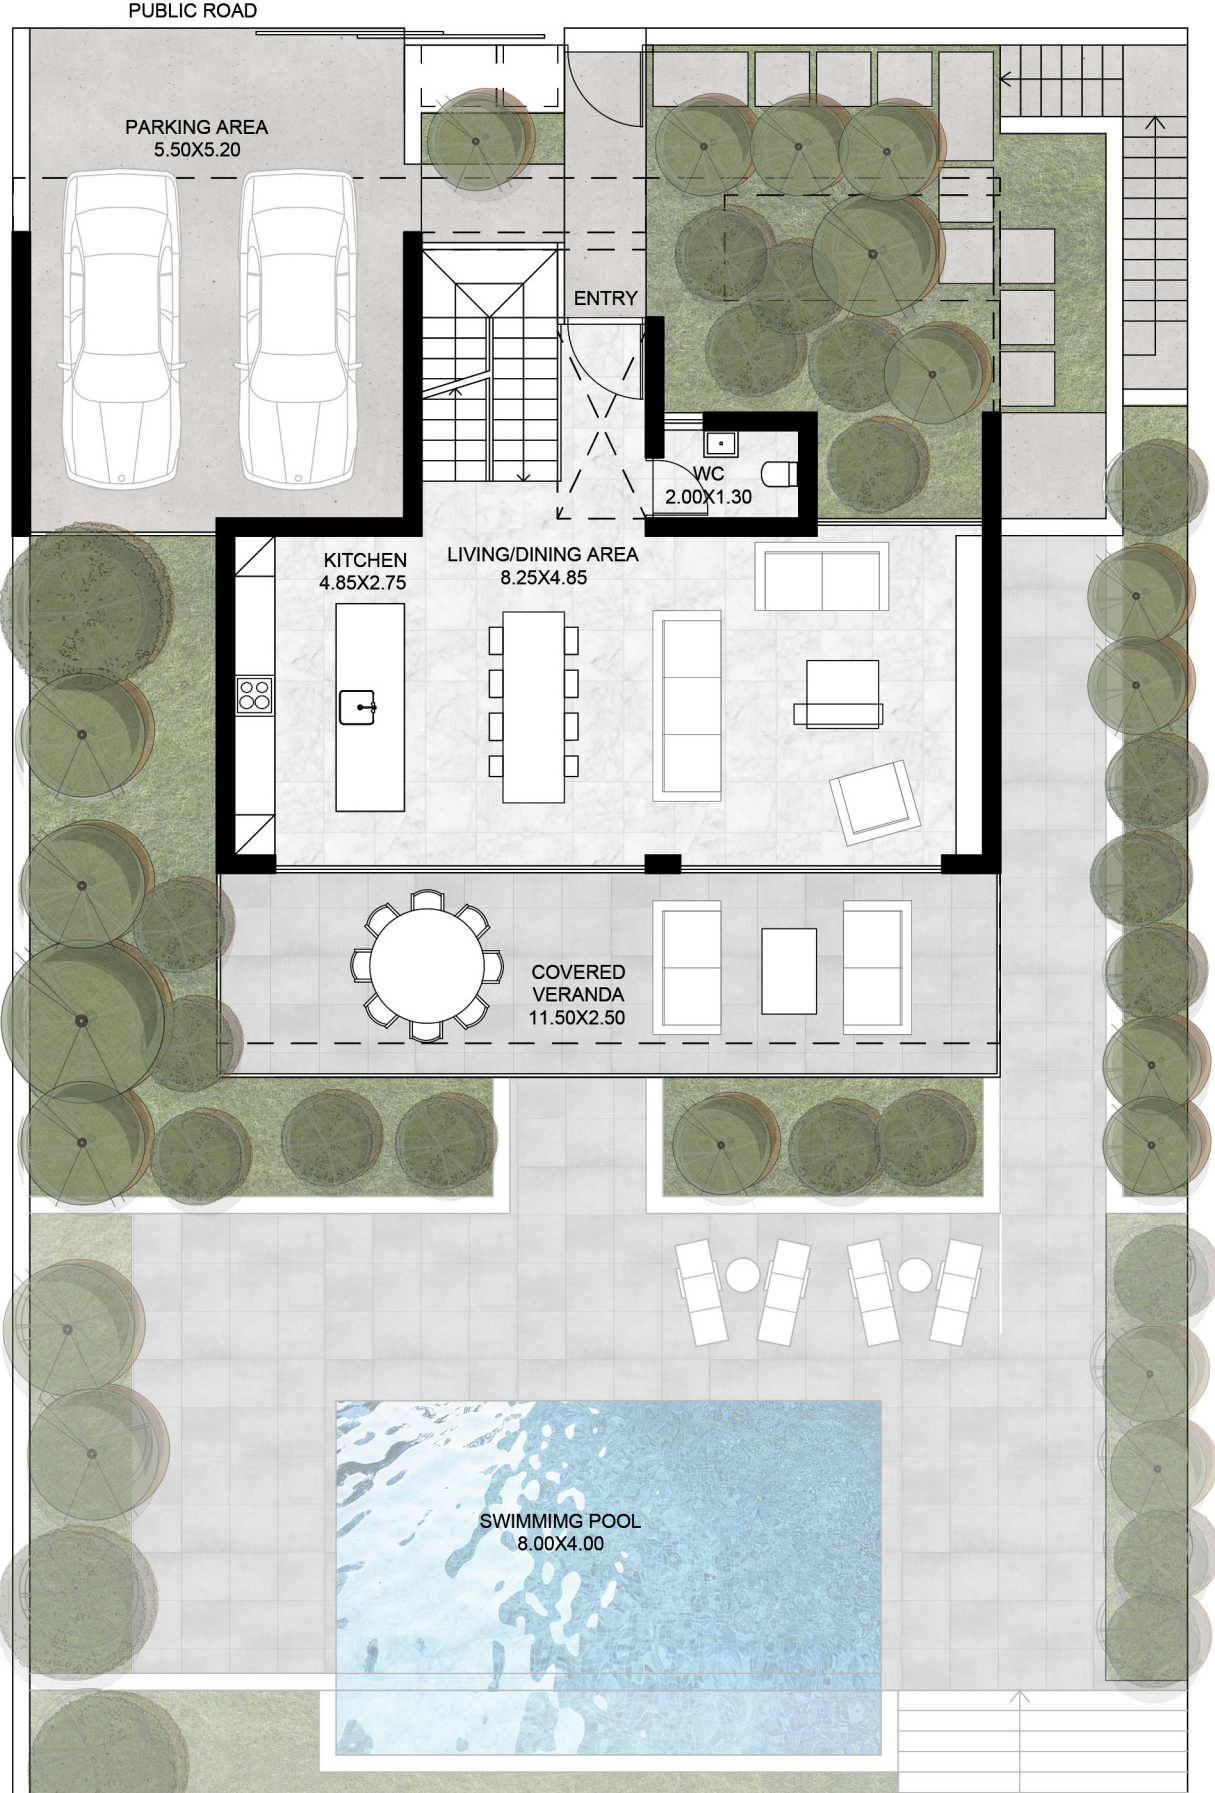 PUBLIC ROAD
PARKING AREA
5.50X5.20
ENTRY
WC
2.00X1.30
KITCHEN
4.85X2.75
LIVING/DINING AREA
8.25X4.85
COVERED
VERANDA
11.50X2.50
SWIMMIMG POOL
8.00X4.00